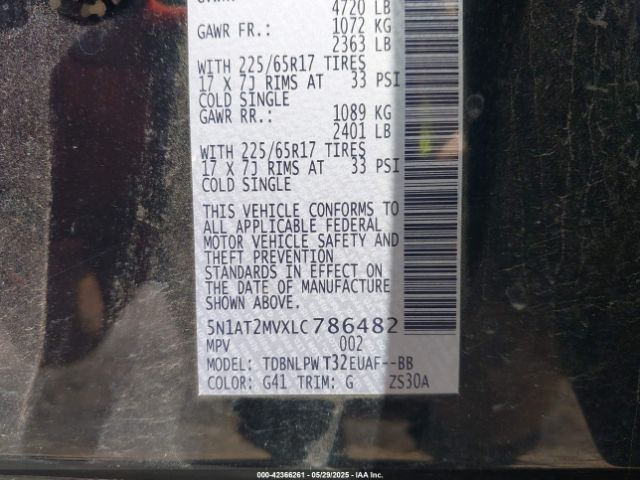 4720 LB
GAWR FR.: 1072 KG
2363 LB
WITH 225/65R17 TIRES
17 X 7J RIMS AT 33 PSI
COLD SINGLE
GAWR RR.: 1089 KG
2401 LB
WITH 225/65R17 TIRES
17 X 7J RIMS AT 33 PSI
COLD SINGLE
THIS VEHICLE CONFORMS TO
ALL APPLICABLE FEDERAL
MOTOR VEHICLE SAFETY AND
THEFT PREVENTION
STANDARDS IN EFFECT ON
THE DATE OF MANUFACTURE
SHOWN ABOVE.
5N1AT2MVXLC786482
MPV 002
MODEL: TDBNLPW T32EUAF--BB
COLOR: G41 TRIM: G ZS30A
000-42366261 - 05/29/2025 - IAA Inc.